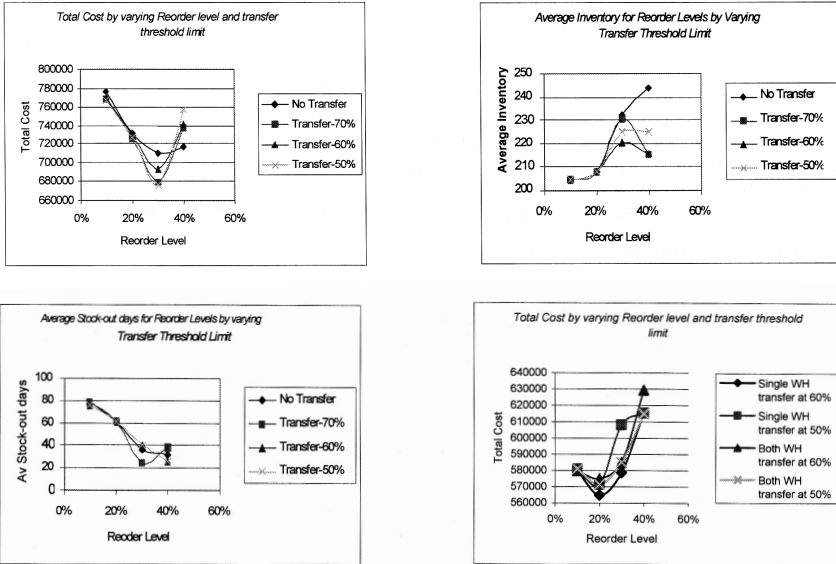 Total Cost by varying Reorder level and transfer
threshold limit
800000
780000
760000
740000
720000
700000
680000
660000
Total Cost
0%
20%
40%
60%
Reorder Level
No Transfer
Transfer-70%
Transfer-60%
Transfer-50%
Average Inventory for Reorder Levels by Varying
Transfer Threshold Limit
250
240
230
220
210
200
Average Inventory
0%
20%
40%
60%
Reorder Level
No Transfer
Transfer-70%
Transfer-60%
Transfer-50%
Average Stock-out days for Reorder Levels by varying
Transfer Threshold Limit
100
80
60
40
20
0
Av Stock-out days
0%
20%
40%
60%
Reorder Level
No Transfer
Transfer-70%
Transfer-60%
Transfer-50%
Total Cost by varying Reorder level and transfer threshold
limit
640000
630000
620000
610000
600000
590000
580000
570000
560000
Total Cost
0%
20%
40%
60%
Reorder Level
Single WH
transfer at 60%
Single WH
transfer at 50%
Both WH
transfer at 60%
Both WH
transfer at 50%